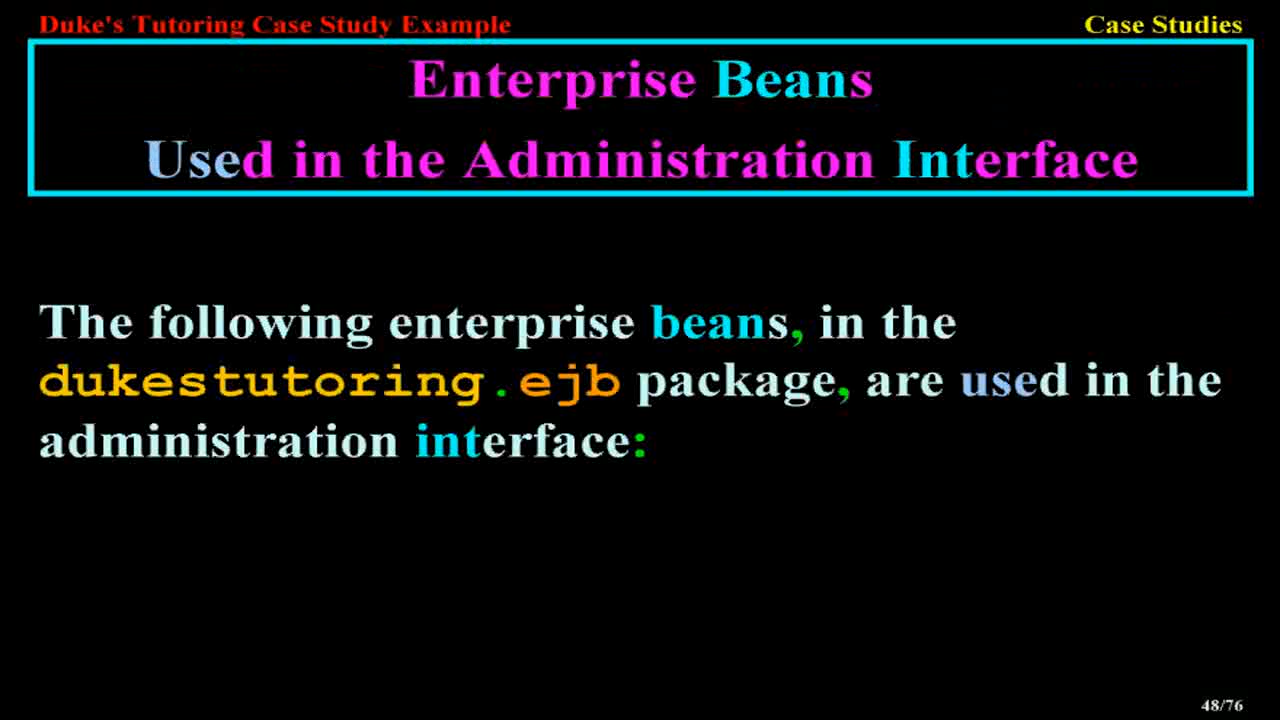 Duke's Tutoring Case Study Example
Case Studies
Enterprise Beans
Used in the Administration Interface
The following enterprise beans, in the
dukestutoring.ejb package, are used in the
administration interface:
48/76